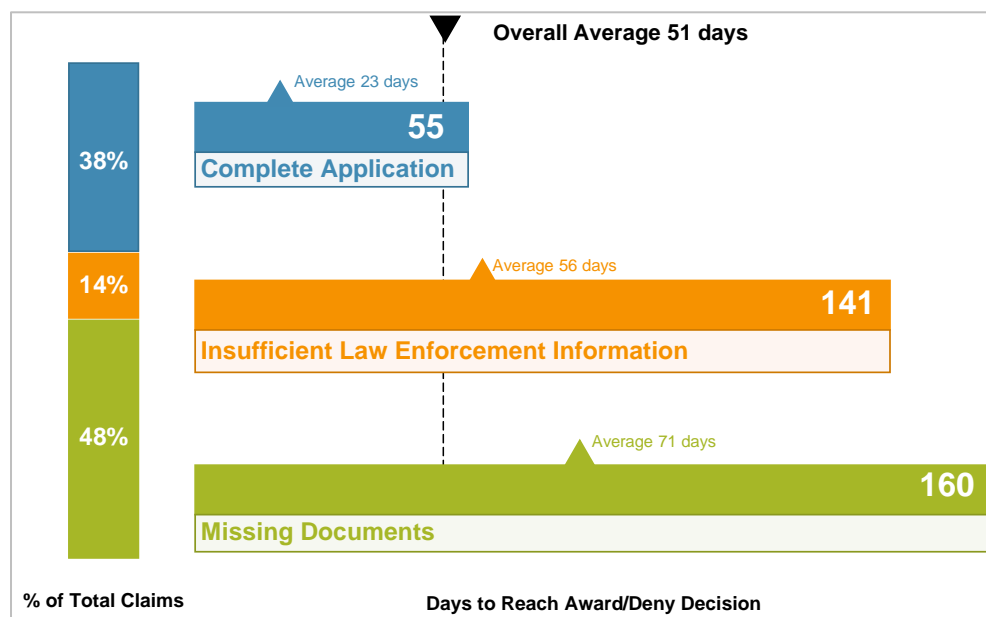 Overall Average 51 days
Average 23 days
55
38%
Complete Application
Average 56 days
14%
141
Insufficient Law Enforcement Information
48%
Average 71 days
160
Missing Documents
% of Total Claims
Days to Reach Award/Deny Decision